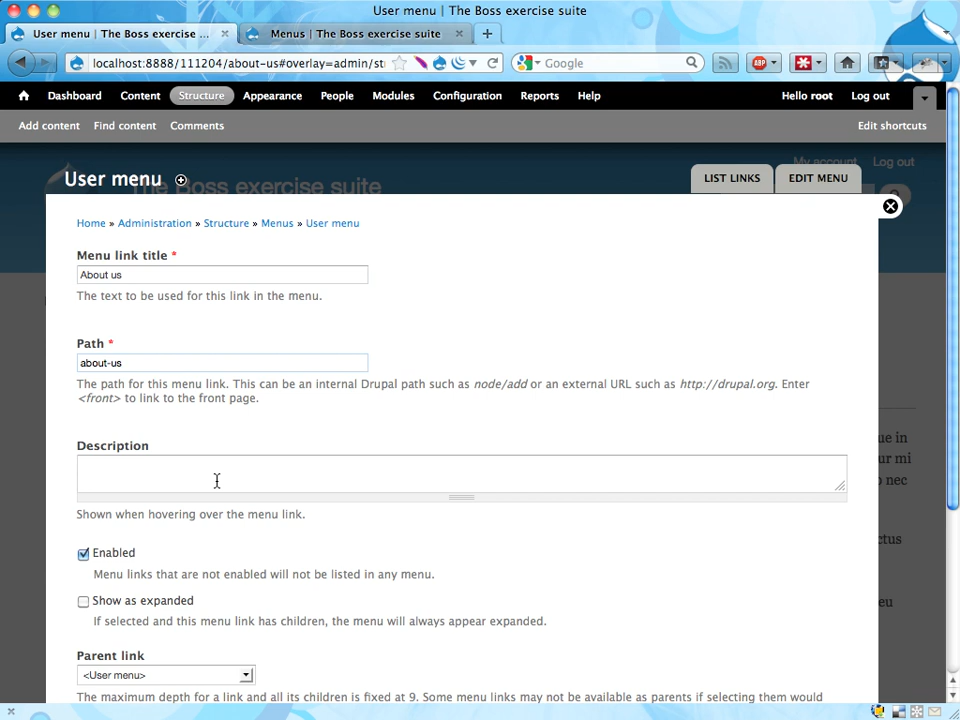 User menu | The Boss exercise suite
User menu | The Boss exercise ...
Menus | The Boss exercise suite
localhost:8888/111204/about-us#overlay=admin/st
Google
ABP
Dashboard Content Structure Appearance People Modules Configuration Reports Help
Hello root Log out
Add content Find content Comments
Edit shortcuts
My account Log out
The Boss exercise suite
User menu
LIST LINKS
EDIT MENU
Home » Administration » Structure » Menus » User menu
Menu link title *
About us
The text to be used for this link in the menu.
Path *
about-us
The path for this menu link. This can be an internal Drupal path such as node/add or an external URL such as http://drupal.org. Enter
<front> to link to the front page.
Description
Shown when hovering over the menu link.
Enabled
Menu links that are not enabled will not be listed in any menu.
Show as expanded
If selected and this menu link has children, the menu will always appear expanded.
Parent link
<User menu>
The maximum depth for a link and all its children is fixed at 9. Some menu links may not be available as parents if selecting them would